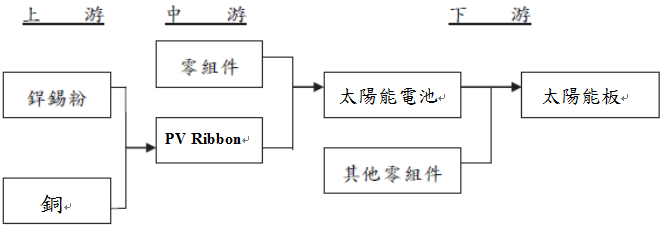 上 游 中 游 下 游
零組件
銲錫粉
太陽能電池
太陽能板
PV Ribbon
其他零組件
銅